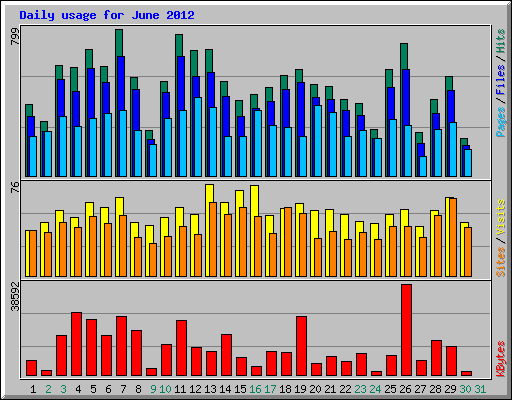 Daily usage for June 2012
799
Pages / Files / Hits
76
Sites / Visits
38592
KBytes
1 2 3 4 5 6 7 8 9 10 11 12 13 14 15 16 17 18 19 20 21 22 23 24 25 26 27 28 29 30 31